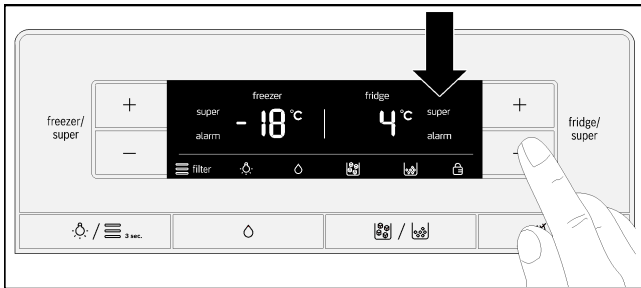 freezer fridge
super -18 °C 4 °C super
alarm alarm
filter
freezer/
super
+
−
+
−
fridge/
super
/ 3 sec.
/